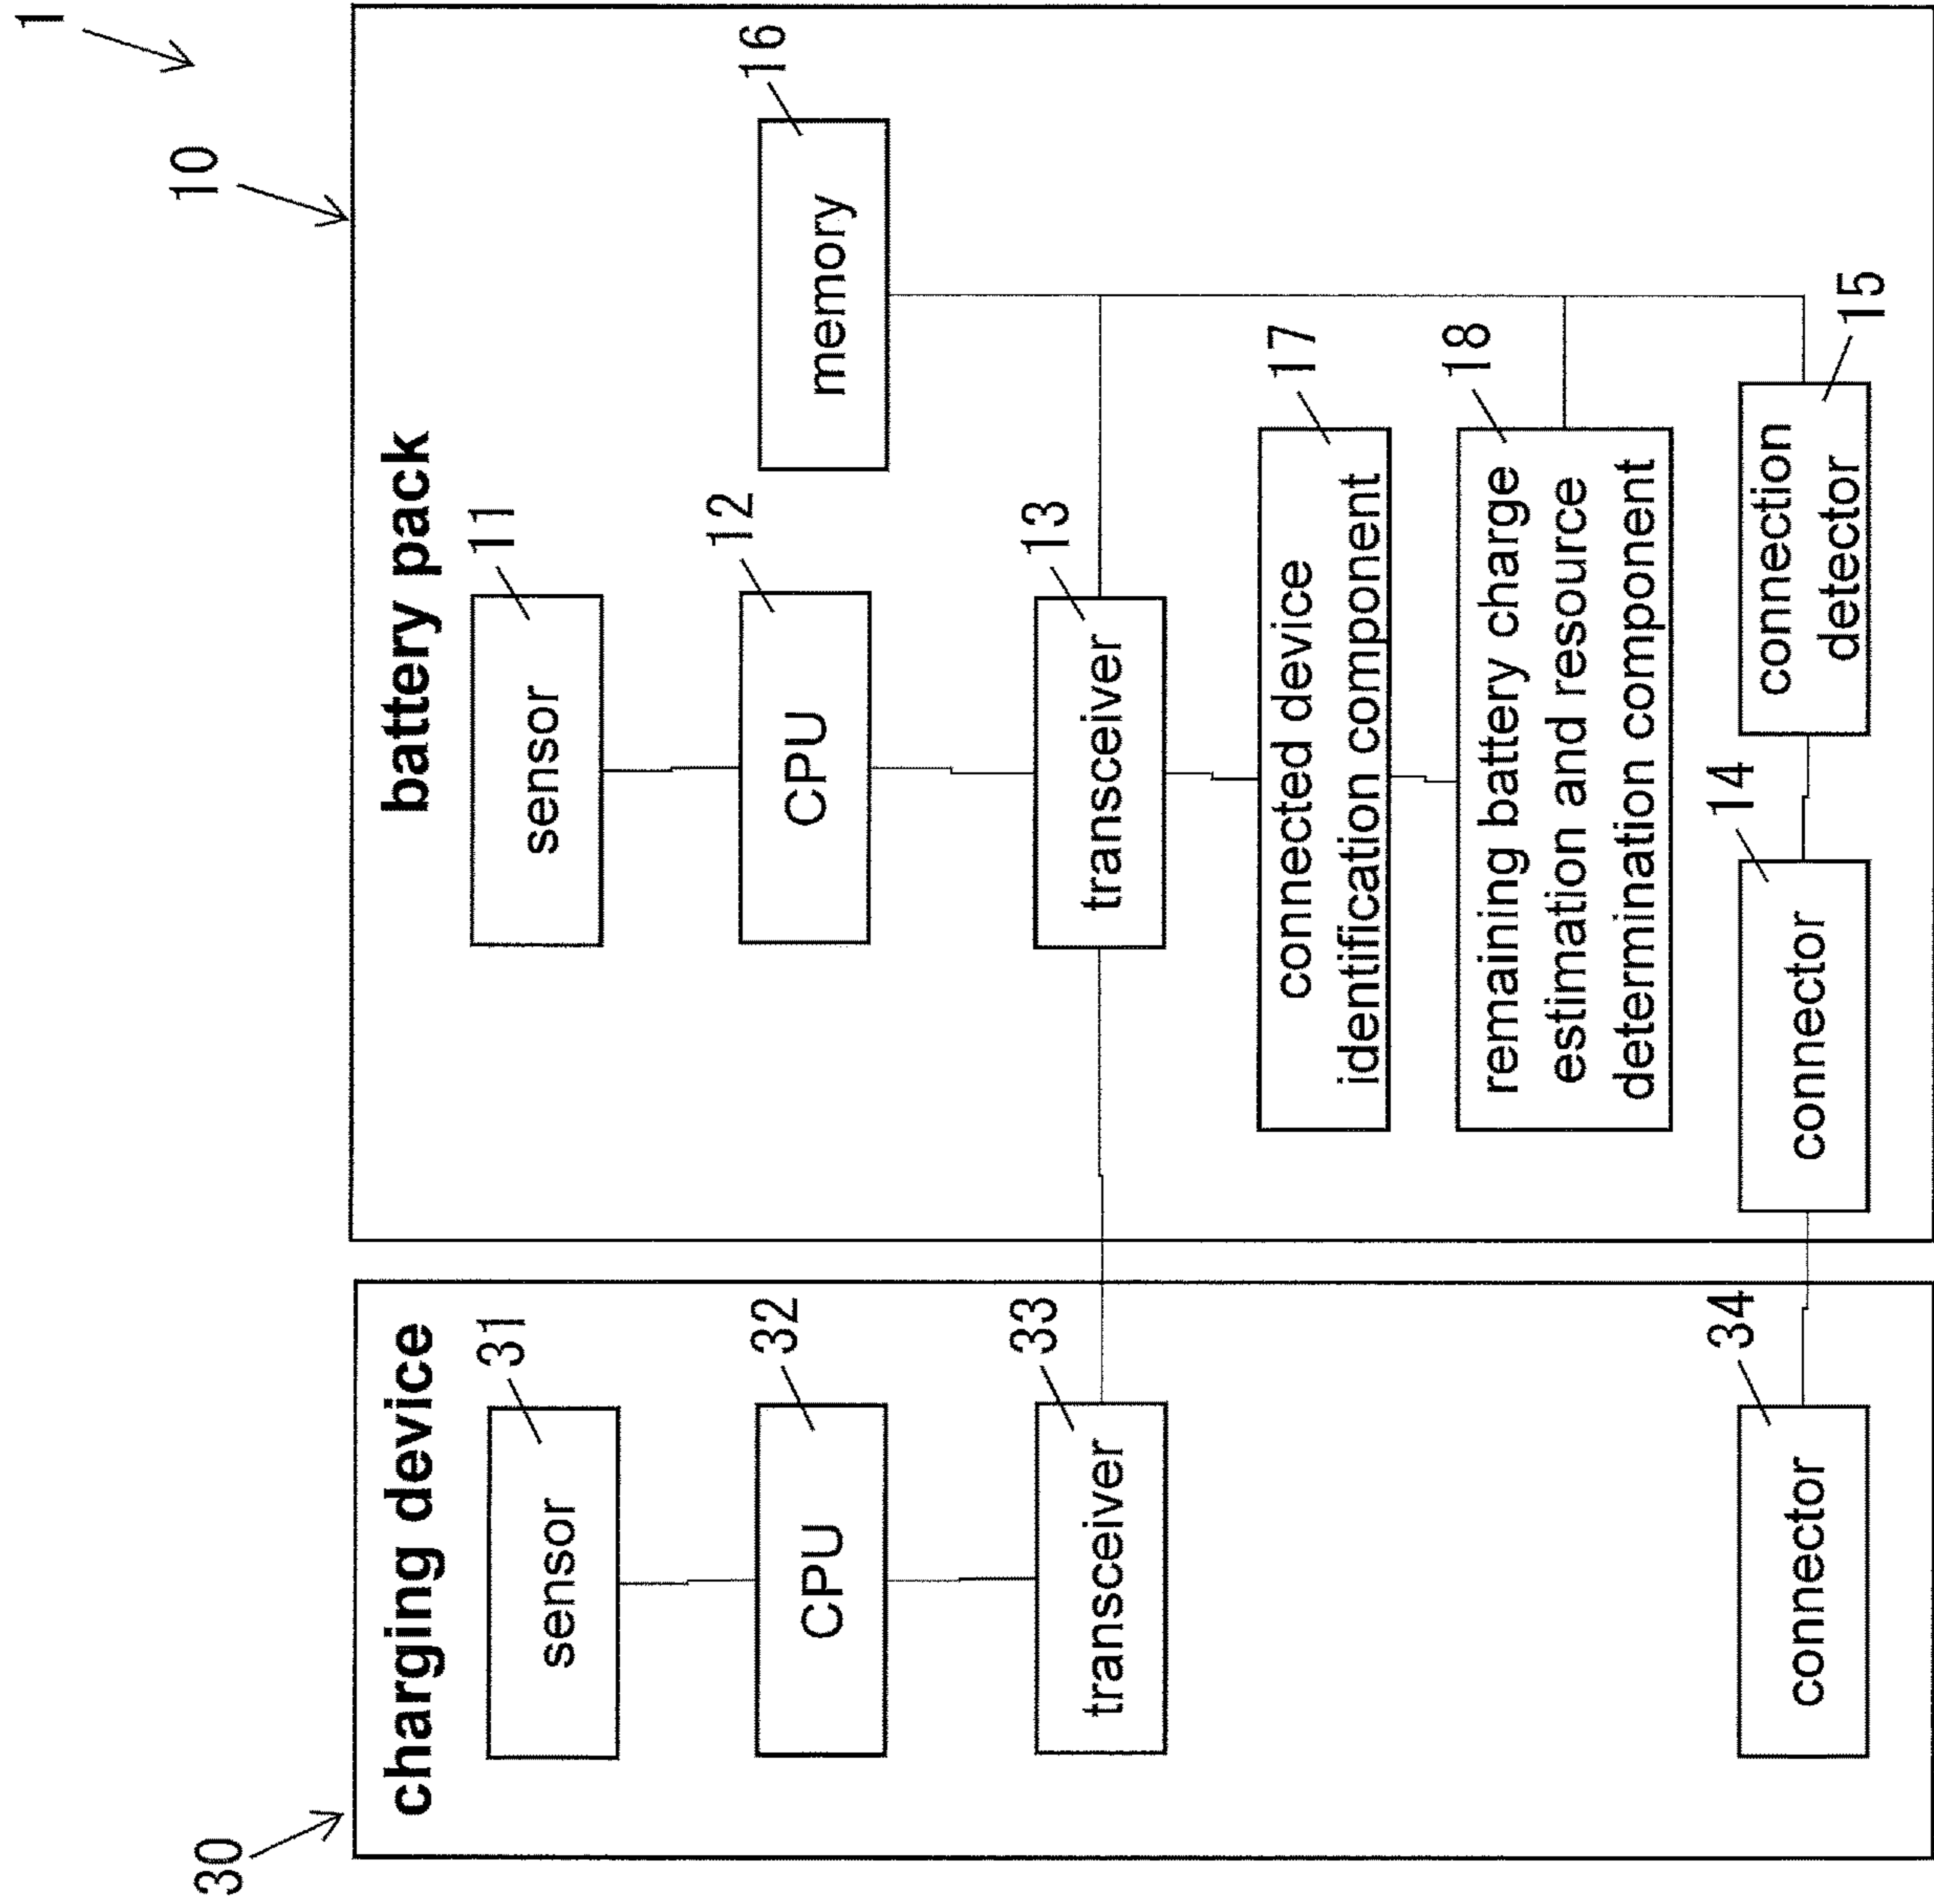 1
10
30
charging device
31
sensor
32
CPU
33
transceiver
34
connector
battery pack
11
sensor
12
CPU
16
memory
13
transceiver
17
connected device
identification component
18
remaining battery charge
estimation and resource
determination component
14
connector
15
connection
detector